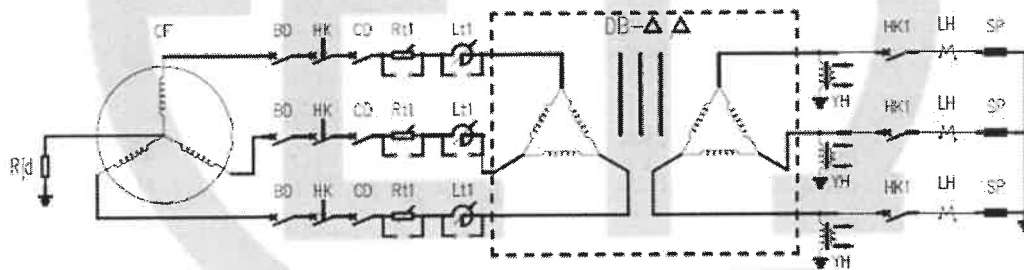 CF
BD HK CD Rt1 Lt1
DB-△ △
HK1 LH SP
YH
BD HK CD Rt1 Lt1
HK1 LH SP
Rjd
YH
BD HK CD Rt1 Lt1
HK1 LH SP
YH